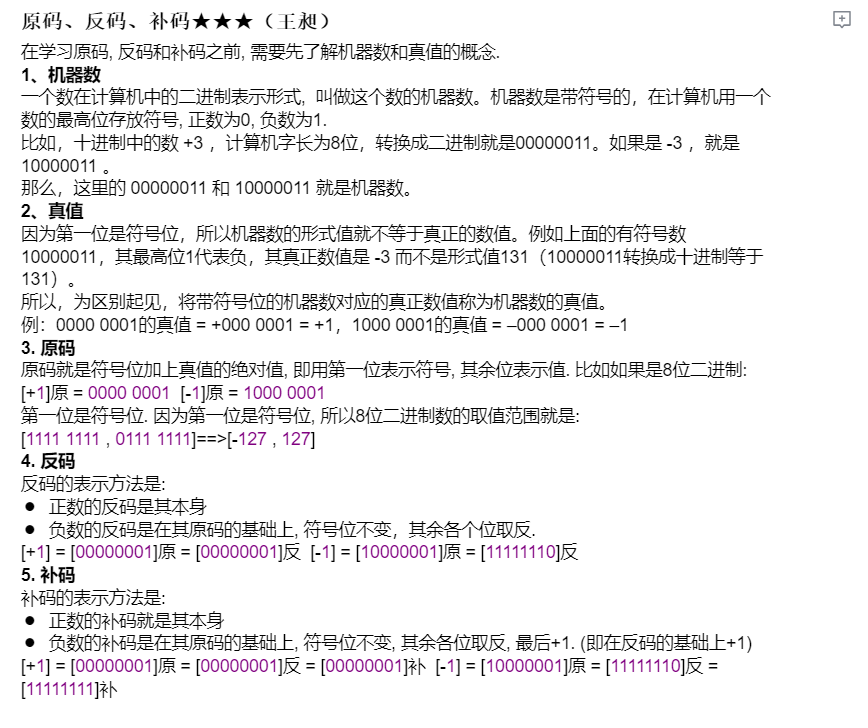 原码、反码、补码★★★（王昶）
在学习原码, 反码和补码之前, 需要先了解机器数和真值的概念.
1、机器数
一个数在计算机中的二进制表示形式,  叫做这个数的机器数。机器数是带符号的，在计算机用一个
数的最高位存放符号, 正数为0, 负数为1.
比如，十进制中的数 +3 ，计算机字长为8位，转换成二进制就是00000011。如果是 -3 ，就是
10000011 。
那么，这里的 00000011 和 10000011 就是机器数。
2、真值
因为第一位是符号位，所以机器数的形式值就不等于真正的数值。例如上面的有符号数
10000011，其最高位1代表负，其真正数值是 -3 而不是形式值131（10000011转换成十进制等于
131）。
所以，为区别起见，将带符号位的机器数对应的真正数值称为机器数的真值。
例：0000 0001的真值 = +000 0001 = +1，1000 0001的真值 = –000 0001 = –1
3. 原码
原码就是符号位加上真值的绝对值, 即用第一位表示符号, 其余位表示值. 比如如果是8位二进制:
[+1]原 = 0000 0001  [-1]原 = 1000 0001
第一位是符号位. 因为第一位是符号位, 所以8位二进制数的取值范围就是:
[1111 1111 , 0111 1111]==>[-127 , 127]
4. 反码
反码的表示方法是:
● 正数的反码是其本身
● 负数的反码是在其原码的基础上, 符号位不变，其余各个位取反.
[+1] = [00000001]原 = [00000001]反  [-1] = [10000001]原 = [11111110]反
5. 补码
补码的表示方法是:
● 正数的补码就是其本身
● 负数的补码是在其原码的基础上, 符号位不变, 其余各位取反, 最后+1. (即在反码的基础上+1)
[+1] = [00000001]原 = [00000001]反 = [00000001]补  [-1] = [10000001]原 = [11111110]反 =
[11111111]补